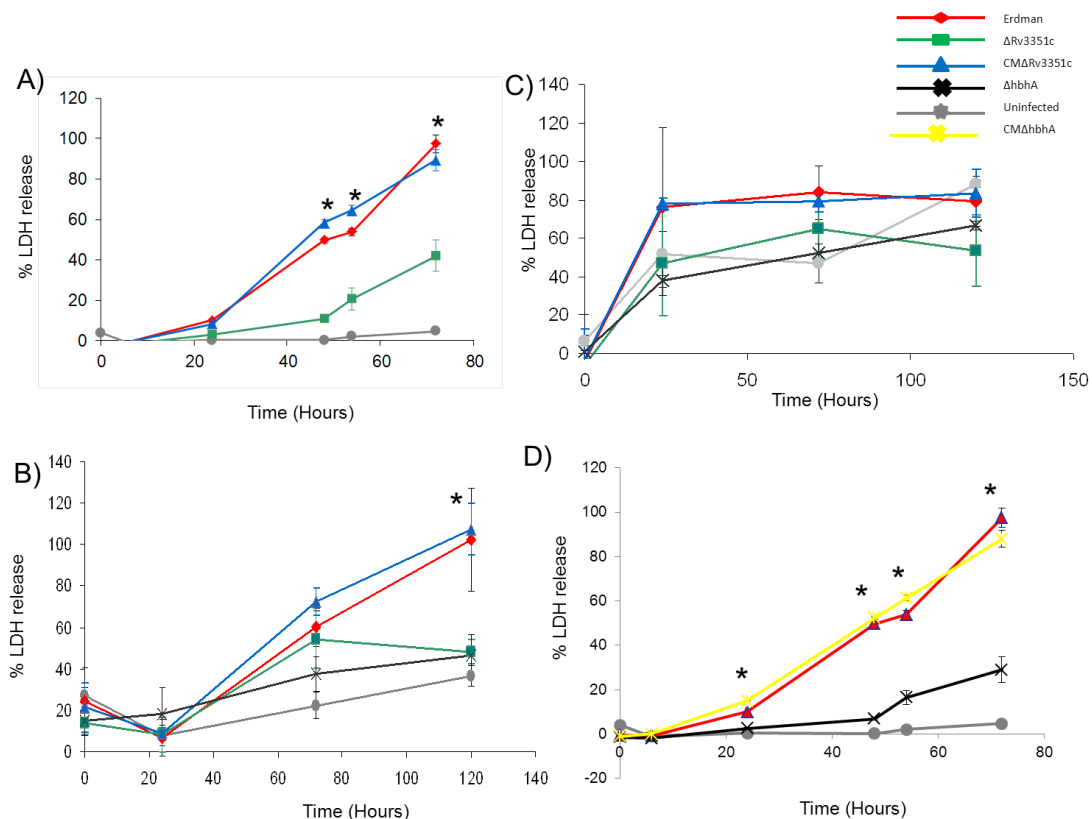 Erdman
ΔRv3351c
CMΔRv3351c
ΔhbhA
Uninfected
CMΔhbhA
A)
% LDH release
120
100
80
60
40
20
0
* * *
0 20 40 60 80
Time (Hours)
C)
% LDH release
140
120
100
80
60
40
20
0
0 50 100 150
Time (Hours)
B)
% LDH release
140
120
100
80
60
40
20
0
*
0 20 40 60 80 100 120 140
Time (Hours)
D)
% LDH release
120
100
80
60
40
20
0
-20
* * * *
0 20 40 60 80
Time (Hours)